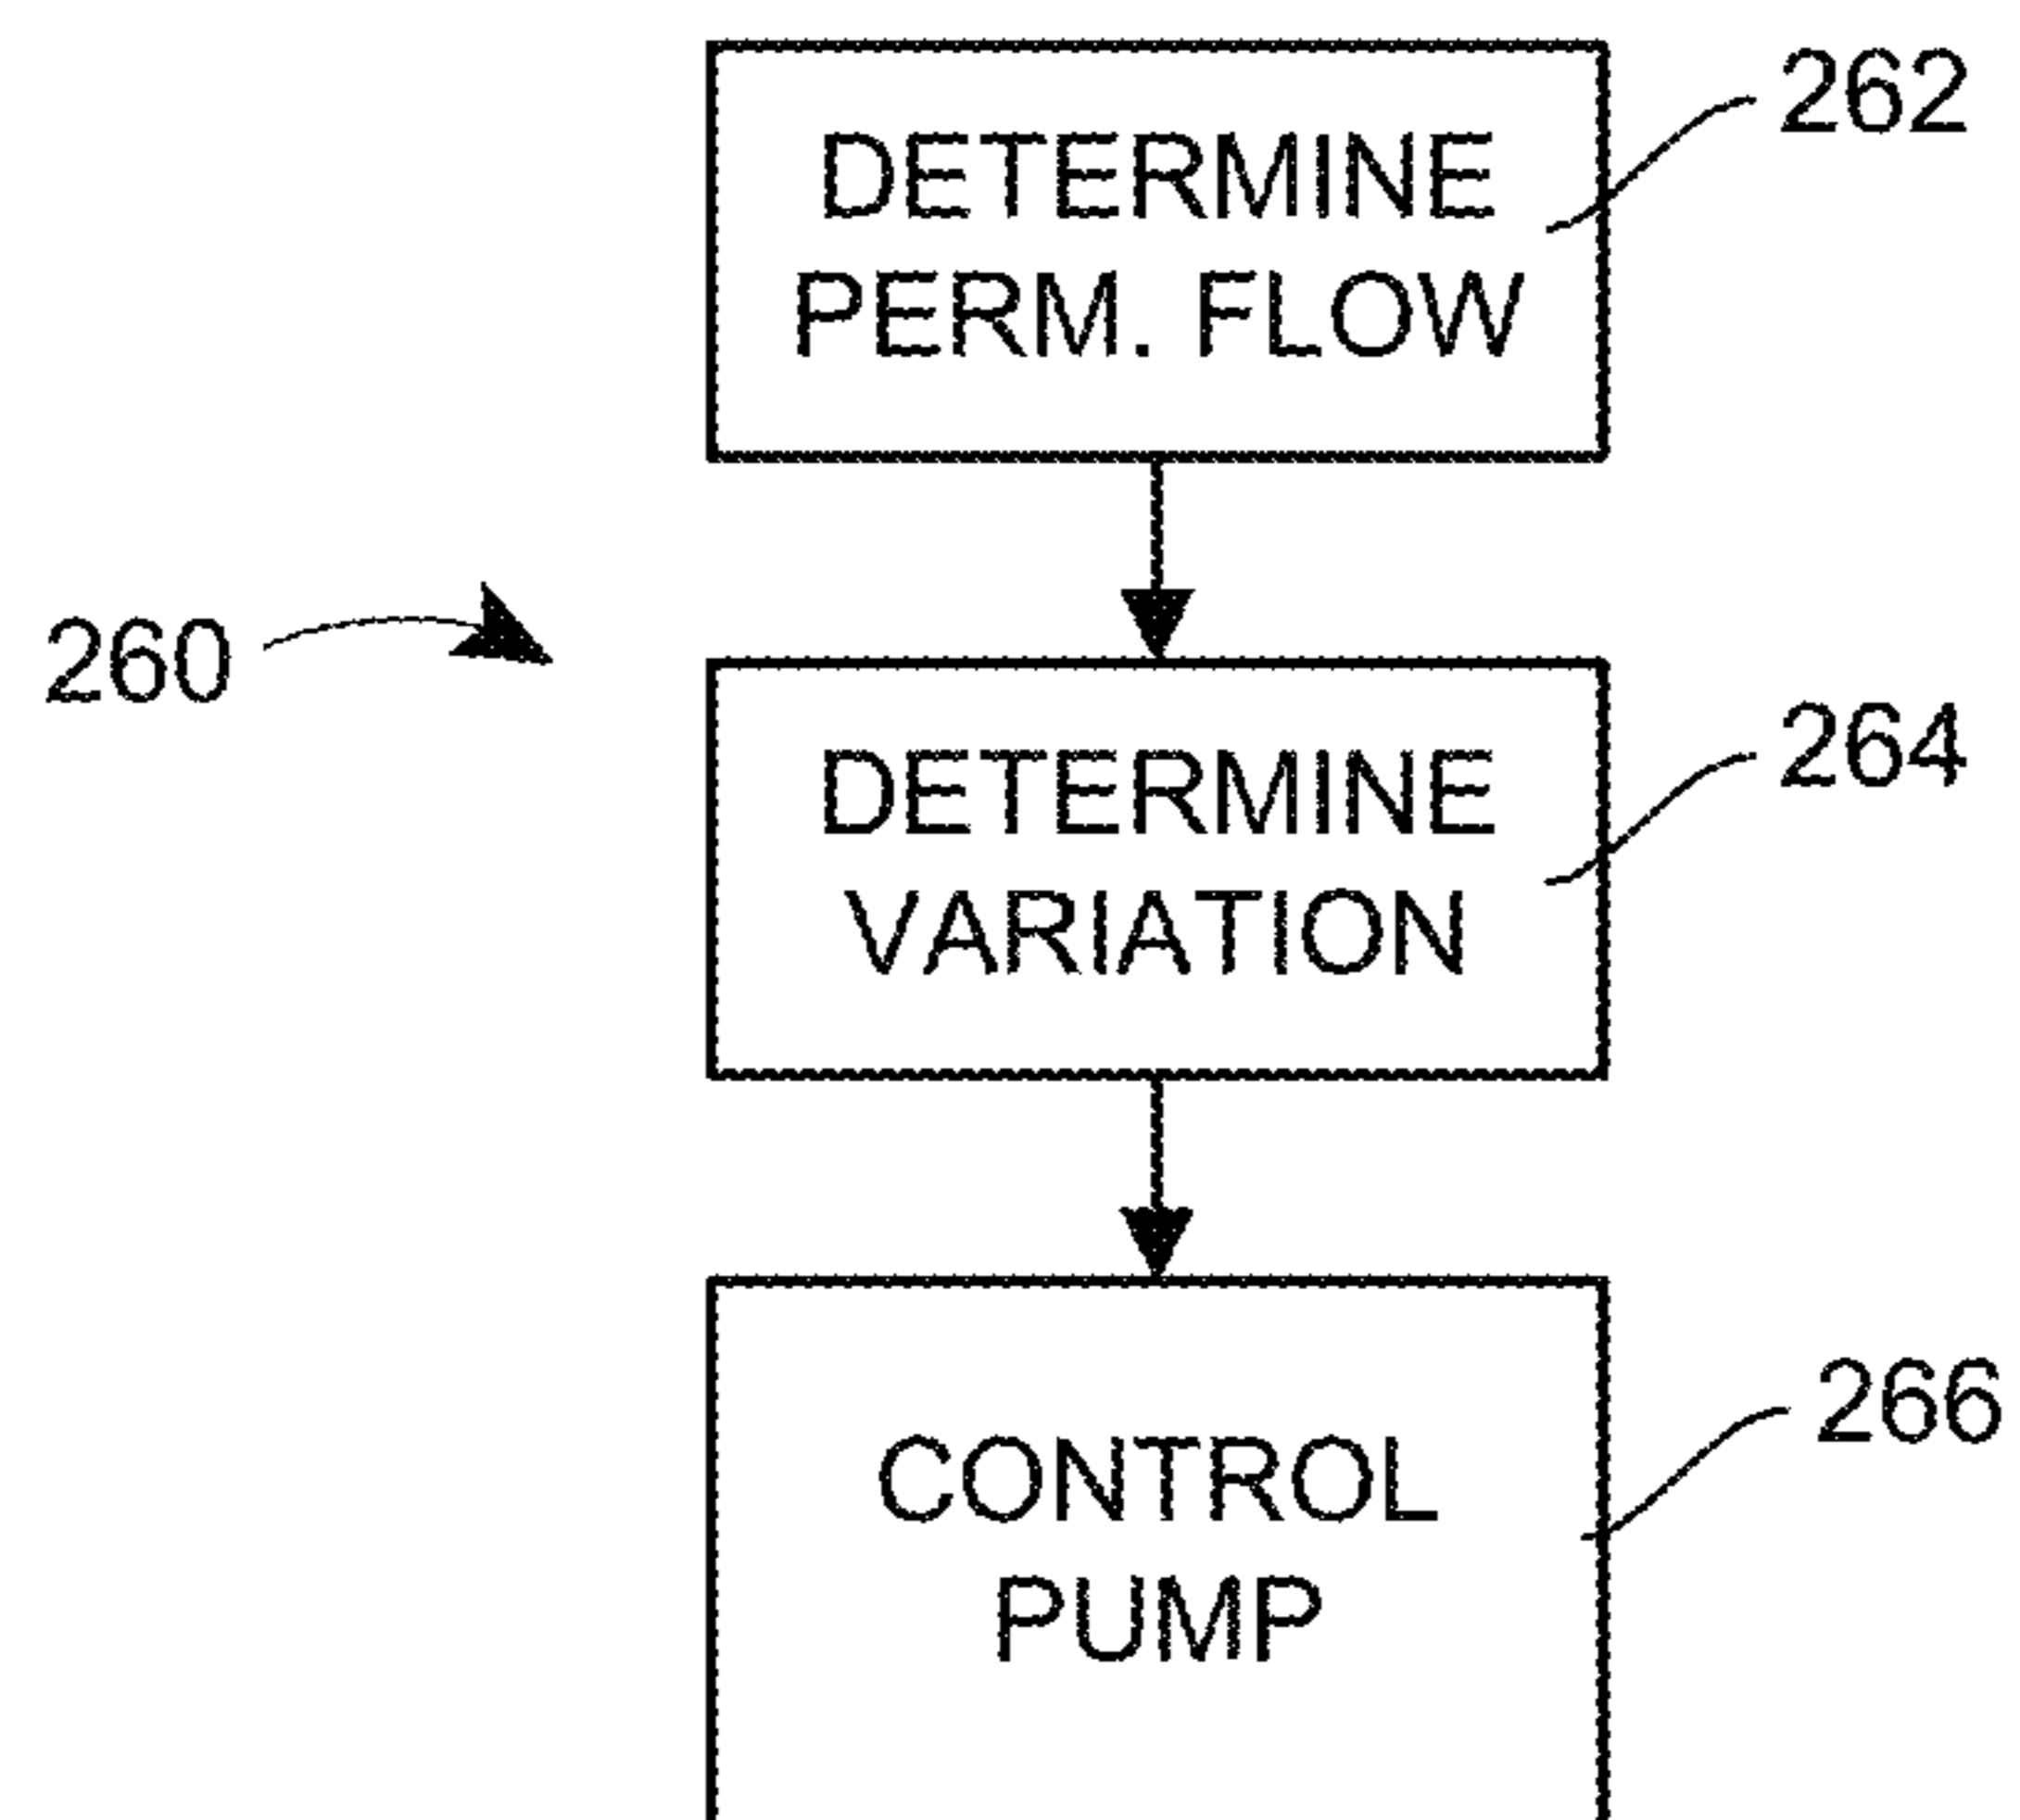 DETERMINE
PERM. FLOW
262
260
DETERMINE
VARIATION
264
CONTROL
PUMP
266